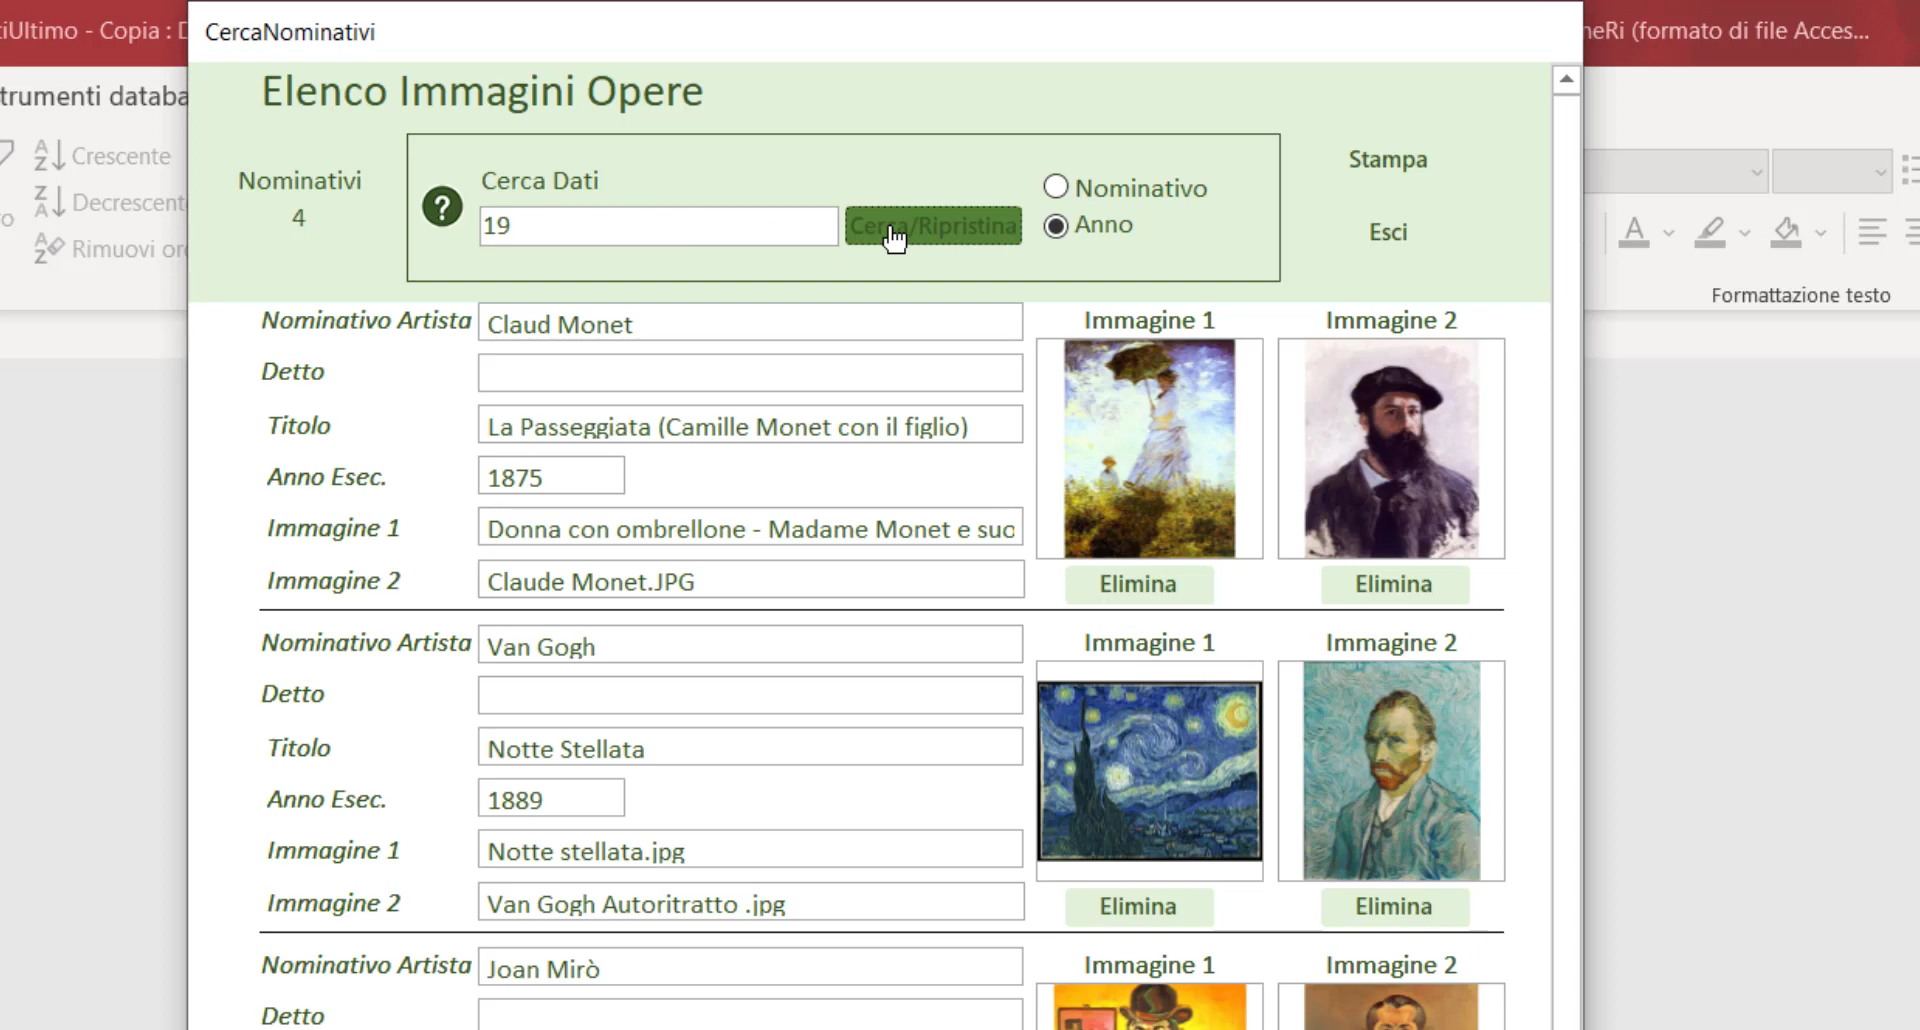 iUltimo - Copia : D
CercaNominativi
neRi (formato di file Acces...
trumenti databa
Crescente
Decrescent
Rimuovi or
Elenco Immagini Opere
Nominativi
4
?
Cerca Dati
19
Cerca/Ripristina
Nominativo
Anno
Stampa
Esci
Formattazione testo
Nominativo Artista Claud Monet
Detto
Titolo La Passeggiata (Camille Monet con il figlio)
Anno Esec. 1875
Immagine 1 Donna con ombrellone - Madame Monet e suo
Immagine 2 Claude Monet.JPG
Immagine 1 Immagine 2
Elimina Elimina
Nominativo Artista Van Gogh
Detto
Titolo Notte Stellata
Anno Esec. 1889
Immagine 1 Notte stellata.jpg
Immagine 2 Van Gogh Autoritratto .jpg
Immagine 1 Immagine 2
Elimina Elimina
Nominativo Artista Joan Mirò
Detto
Immagine 1 Immagine 2